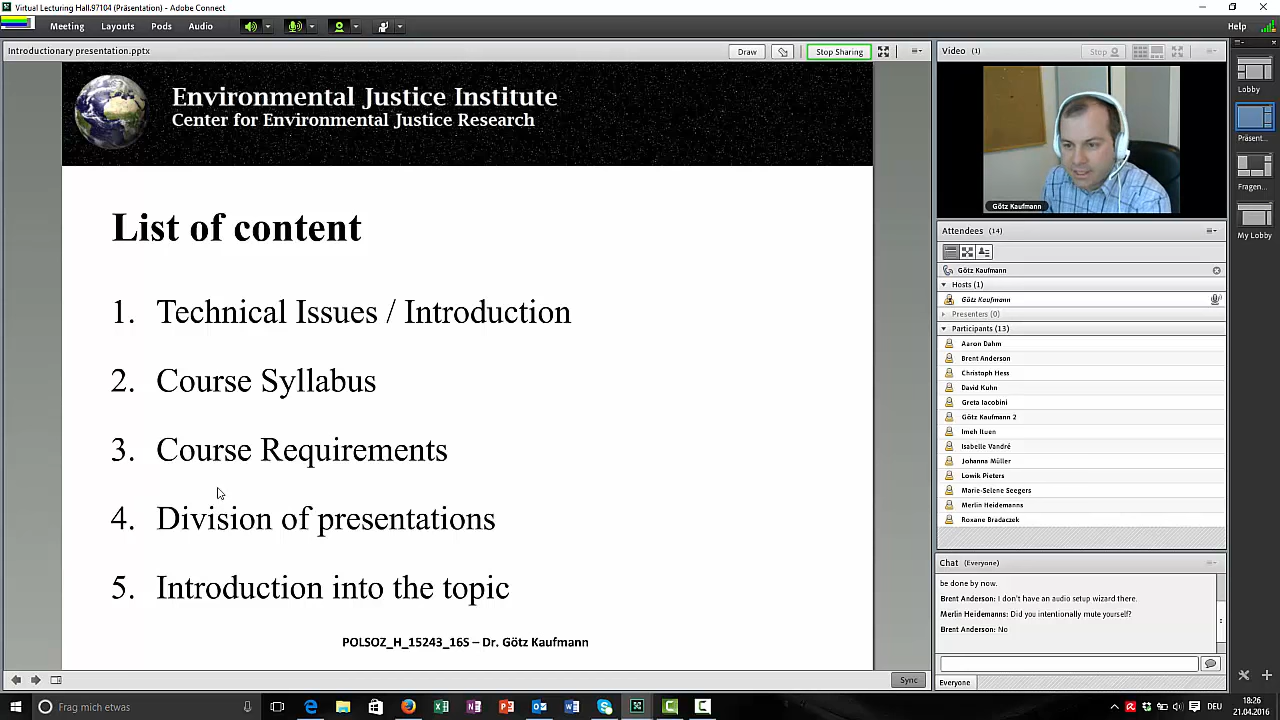 Virtual Lecturing Hall.97104 (Präsentation) - Adobe Connect
Meeting Layouts Pods Audio
Help
Introductionary presentation.pptx
Draw
Stop Sharing
Environmental Justice Institute
Center for Environmental Justice Research
List of content
1. Technical Issues / Introduction
2. Course Syllabus
3. Course Requirements
4. Division of presentations
5. Introduction into the topic
POLSOZ_H_15243_16S – Dr. Götz Kaufmann
Sync
Video (1)
Stop
Götz Kaufmann
Attendees (14)
Götz Kaufmann
Hosts (1)
Götz Kaufmann
Presenters (0)
Participants (13)
Aaron Dahm
Brent Anderson
Christoph Hess
David Kuhn
Greta Iacobini
Götz Kaufmann 2
Imeh Ituen
Isabelle Vandré
Johanna Müller
Lowik Pieters
Marie-Selene Seegers
Merlin Heidemanns
Roxane Bradaczek
Chat (Everyone)
be done by now.
Brent Anderson: I don't have an audio setup wizard there.
Merlin Heidemanns: Did you intentionally mute yourself?
Brent Anderson: No
Everyone
Lobby
Präsent...
Fragen...
My Lobby
Frag mich etwas
DEU
18:26
21.04.2016